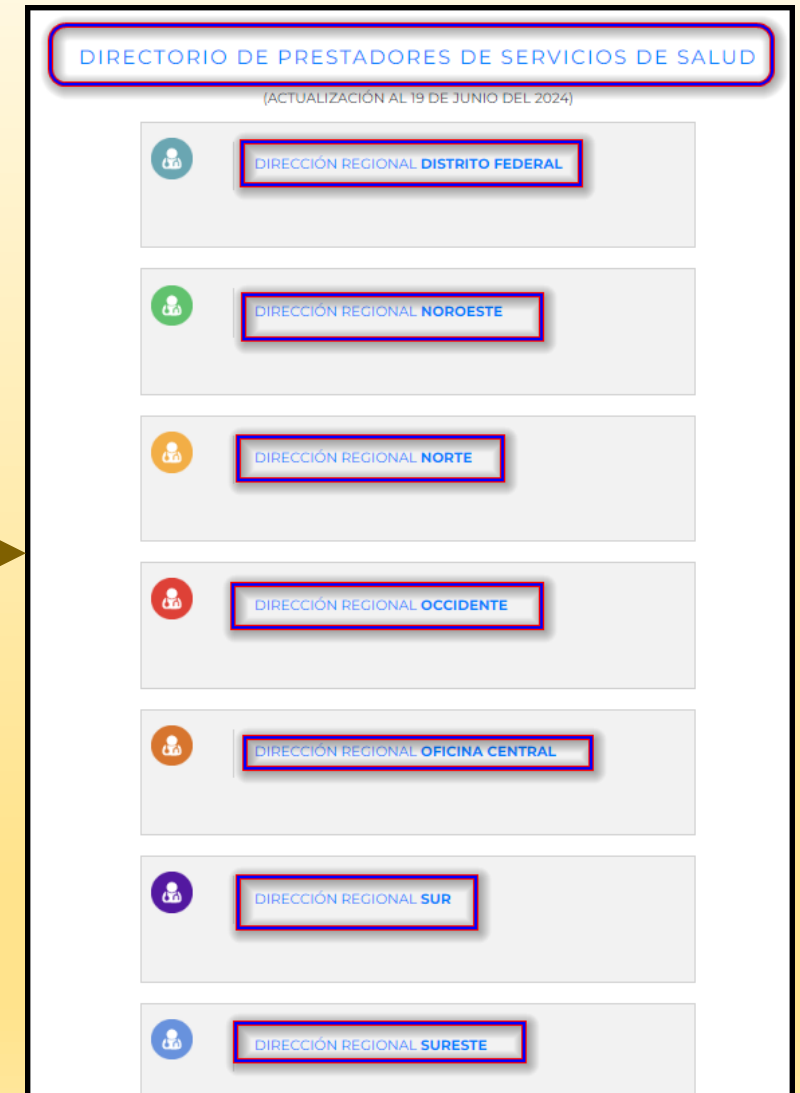 DIRECTORIO DE PRESTADORES DE SERVICIOS DE SALUD
(ACTUALIZACIÓN AL 19 DE JUNIO DEL 2024)
DIRECCIÓN REGIONAL DISTRITO FEDERAL
DIRECCIÓN REGIONAL NOROESTE
DIRECCIÓN REGIONAL NORTE
DIRECCIÓN REGIONAL OCCIDENTE
DIRECCIÓN REGIONAL OFICINA CENTRAL
DIRECCIÓN REGIONAL SUR
DIRECCIÓN REGIONAL SURESTE